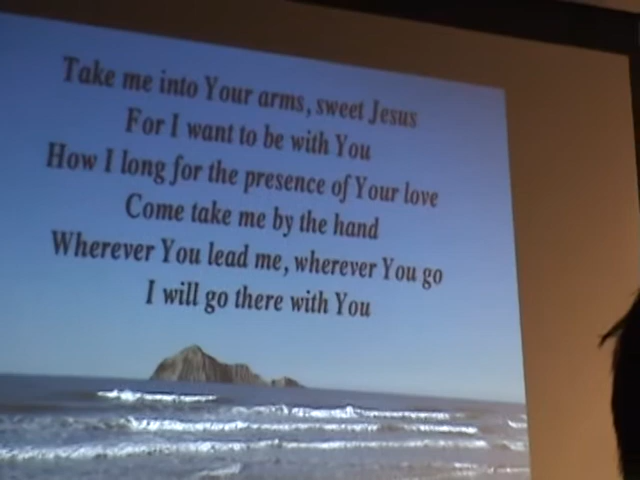 Take me into Your arms, sweet Jesus
For I want to be with You
How I long for the presence of Your love
Come take me by the hand
Wherever You lead me, wherever You go
I will go there with You